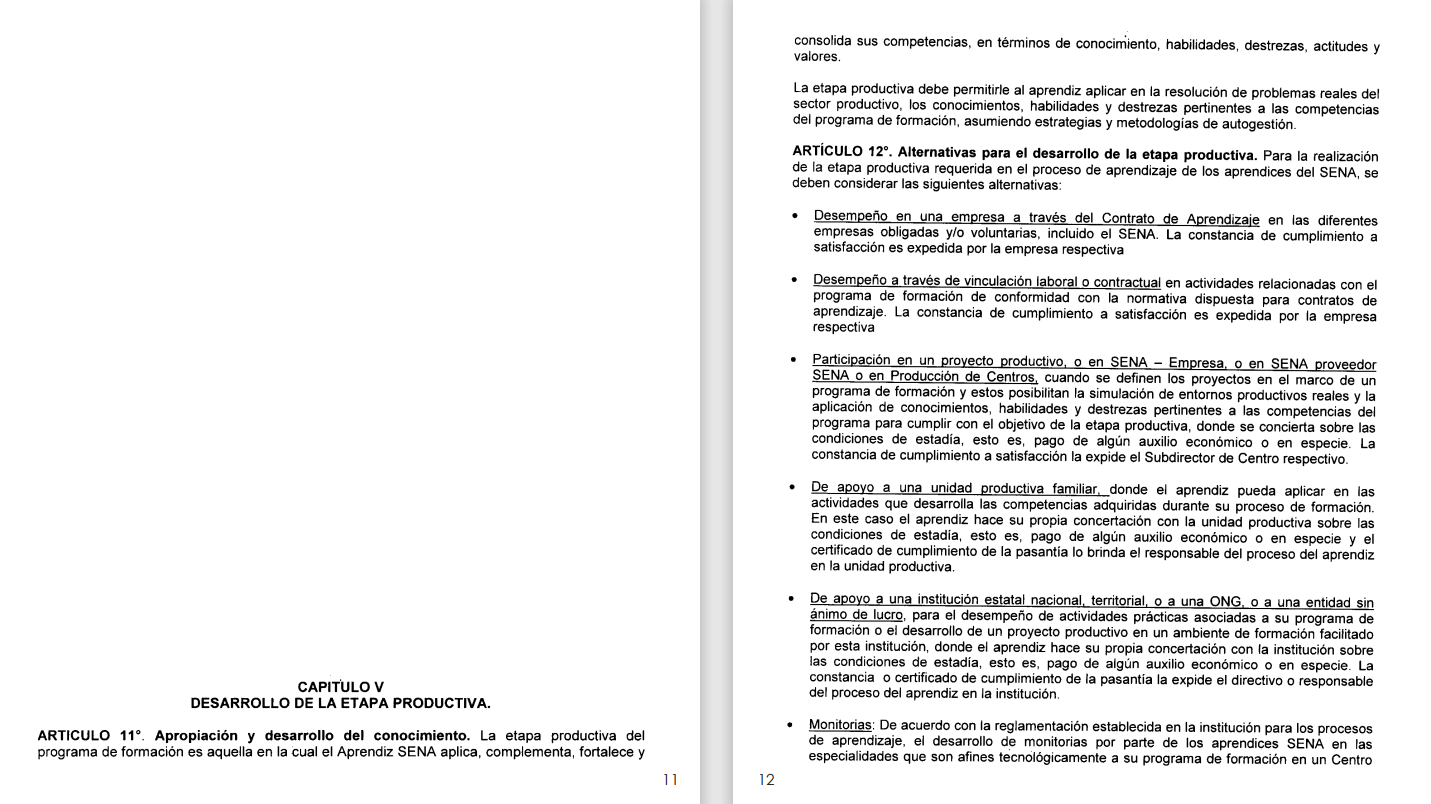 CAPITULO V
DESARROLLO DE LA ETAPA PRODUCTIVA.
ARTICULO 11°. Apropiación y desarrollo del conocimiento. La etapa productiva del
programa de formación es aquella en la cual el Aprendiz SENA aplica, complementa, fortalece y
11
consolida sus competencias, en términos de conocimiento, habilidades, destrezas, actitudes y
valores.
La etapa productiva debe permitirle al aprendiz aplicar en la resolución de problemas reales del
sector productivo, los conocimientos, habilidades y destrezas pertinentes a las competencias
del programa de formación, asumiendo estrategias y metodologías de autogestión.
ARTÍCULO 12°. Alternativas para el desarrollo de la etapa productiva. Para la realización
de la etapa productiva requerida en el proceso de aprendizaje de los aprendices del SENA, se
deben considerar las siguientes alternativas:
• Desempeño en una empresa a través del Contrato de Aprendizaje en las diferentes
empresas obligadas y/o voluntarias, incluido el SENA. La constancia de cumplimiento a
satisfacción es expedida por la empresa respectiva
• Desempeño a través de vinculación laboral o contractual en actividades relacionadas con el
programa de formación de conformidad con la normativa dispuesta para contratos de
aprendizaje. La constancia de cumplimiento a satisfacción es expedida por la empresa
respectiva
• Participación en un proyecto productivo, o en SENA – Empresa, o en SENA proveedor
SENA o en Producción de Centros, cuando se definen los proyectos en el marco de un
programa de formación y estos posibilitan la simulación de entornos productivos reales y la
aplicación de conocimientos, habilidades y destrezas pertinentes a las competencias del
programa para cumplir con el objetivo de la etapa productiva, donde se concierta sobre las
condiciones de estadía, esto es, pago de algún auxilio económico o en especie. La
constancia de cumplimiento a satisfacción la expide el Subdirector de Centro respectivo.
• De apoyo a una unidad productiva familiar, donde el aprendiz pueda aplicar en las
actividades que desarrolla las competencias adquiridas durante su proceso de formación.
En este caso el aprendiz hace su propia concertación con la unidad productiva sobre las
condiciones de estadía, esto es, pago de algún auxilio económico o en especie y el
certificado de cumplimiento de la pasantía lo brinda el responsable del proceso del aprendiz
en la unidad productiva.
• De apoyo a una institución estatal nacional, territorial, o a una ONG, o a una entidad sin
ánimo de lucro, para el desempeño de actividades prácticas asociadas a su programa de
formación o el desarrollo de un proyecto productivo en un ambiente de formación facilitado
por esta institución, donde el aprendiz hace su propia concertación con la institución sobre
las condiciones de estadía, esto es, pago de algún auxilio económico o en especie. La
constancia o certificado de cumplimiento de la pasantía la expide el directivo o responsable
del proceso del aprendiz en la institución.
• Monitorias: De acuerdo con la reglamentación establecida en la institución para los procesos
de aprendizaje, el desarrollo de monitorias por parte de los aprendices SENA en las
especialidades que son afines tecnológicamente a su programa de formación en un Centro
12